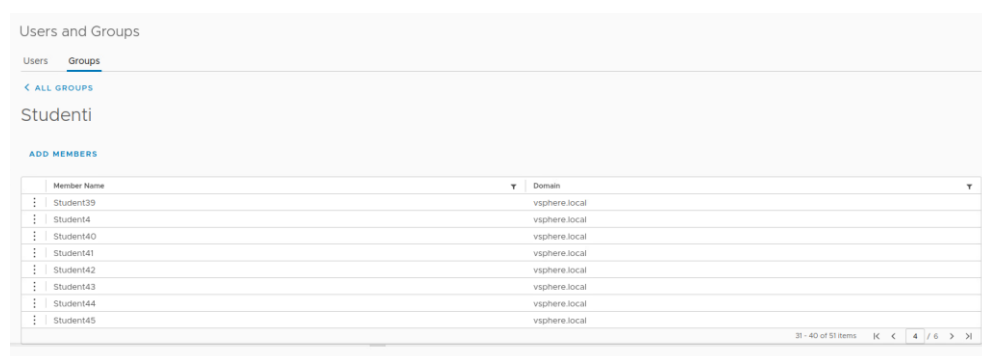 Users and Groups
Users Groups
ALL GROUPS
Studenti
ADD MEMBERS
Member Name Domain
Student39 vsphere.local
Student4 vsphere.local
Student40 vsphere.local
Student41 vsphere.local
Student42 vsphere.local
Student43 vsphere.local
Student44 vsphere.local
Student45 vsphere.local
31 - 40 of 51 items 4 / 6